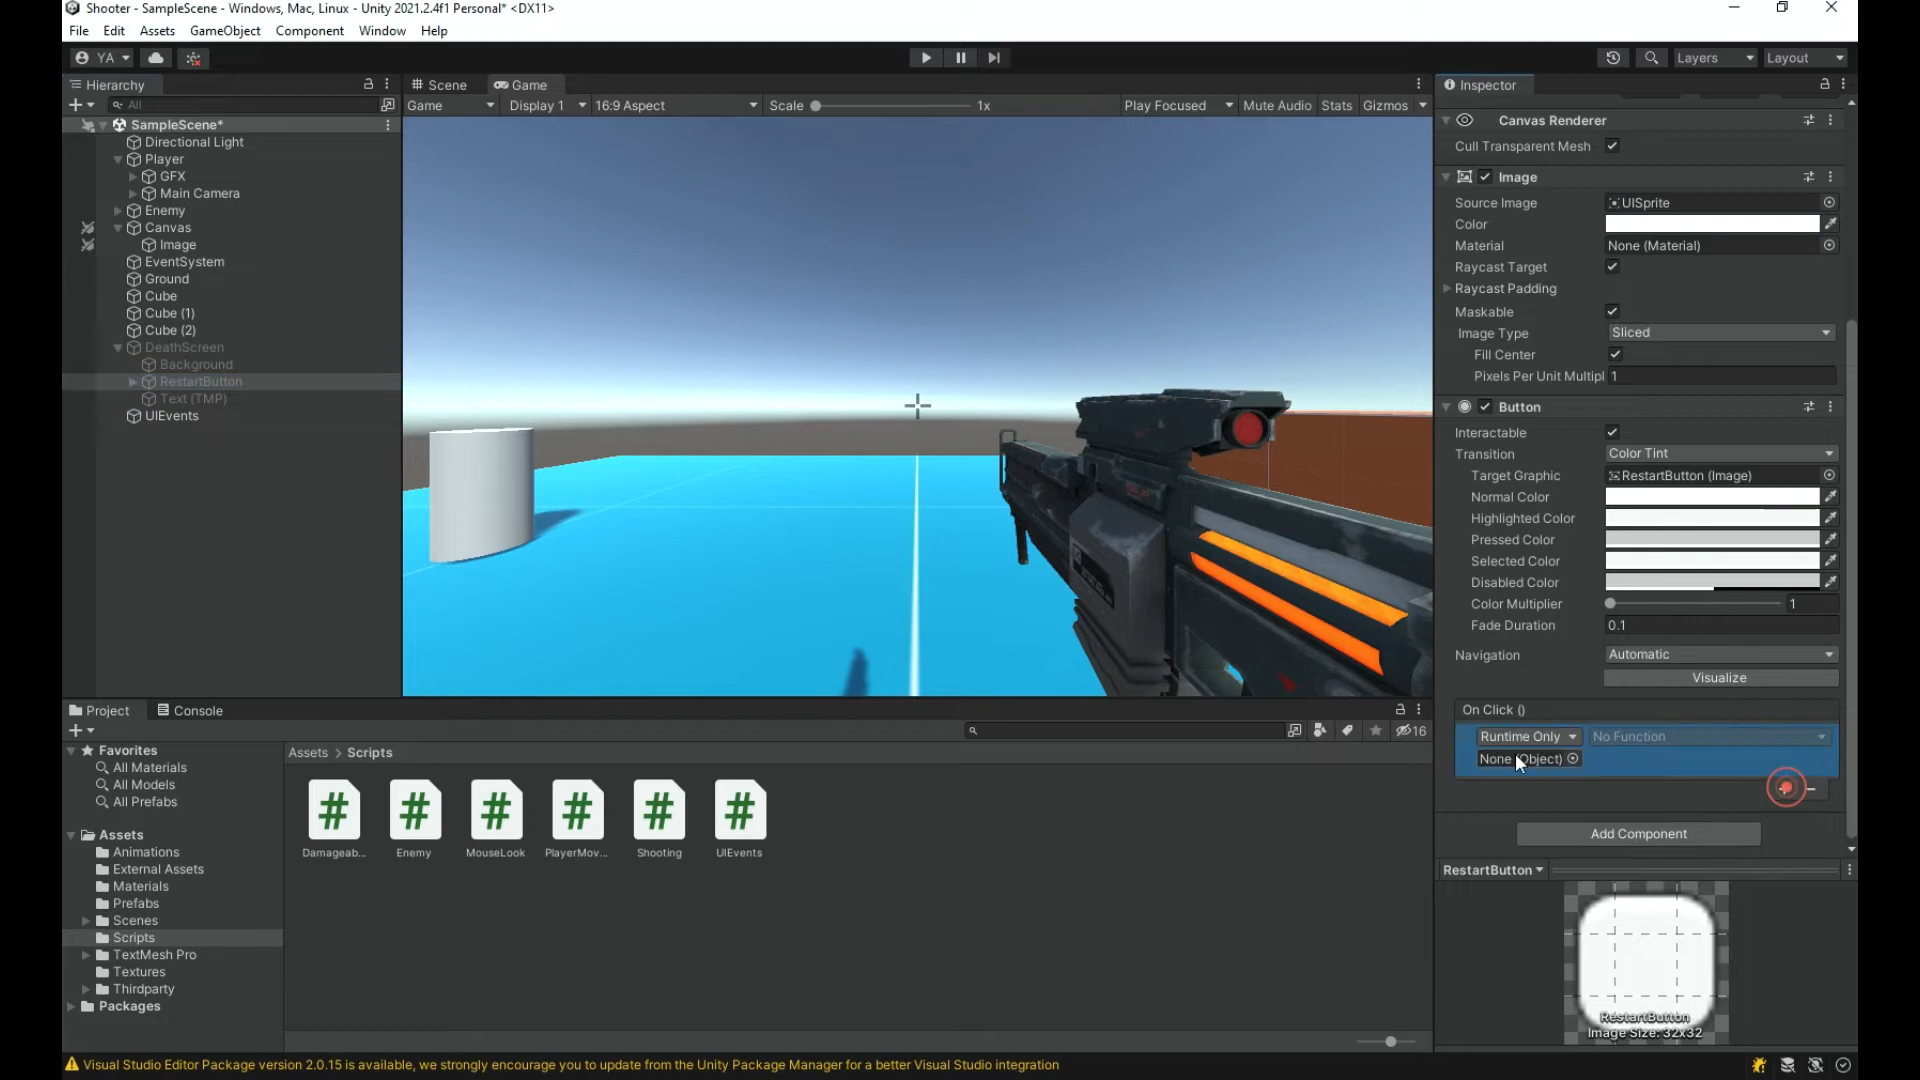 Shooter - SampleScene - Windows, Mac, Linux - Unity 2021.2.4f1 Personal* <DX11>
File Edit Assets GameObject Component Window Help
YA Layers Layout
Hierarchy
All
SampleScene*
Directional Light
Player
GFX
Main Camera
Enemy
Canvas
Image
EventSystem
Ground
Cube
Cube (1)
Cube (2)
DeathScreen
Background
RestartButton
Text (TMP)
UIEvents
Scene Game
Game Display 1 16:9 Aspect Scale 1x Play Focused Mute Audio Stats Gizmos
Inspector
Canvas Renderer
Cull Transparent Mesh
Image
Source Image UISprite
Color
Material None (Material)
Raycast Target
Raycast Padding
Maskable
Image Type Sliced
Fill Center
Pixels Per Unit Multipl 1
Button
Interactable
Transition Color Tint
Target Graphic RestartButton (Image)
Normal Color
Highlighted Color
Pressed Color
Selected Color
Disabled Color
Color Multiplier 1
Fade Duration 0.1
Navigation Automatic
Visualize
On Click ()
Runtime Only No Function
None (Object)
Add Component
RestartButton
RestartButton
Image Size: 32x32
Project Console
16
Favorites
All Materials
All Models
All Prefabs
Assets
Animations
External Assets
Materials
Prefabs
Scenes
Scripts
TextMesh Pro
Textures
Thirdparty
Packages
Assets > Scripts
Damageab... Enemy MouseLook PlayerMov... Shooting UIEvents
Visual Studio Editor Package version 2.0.15 is available, we strongly encourage you to update from the Unity Package Manager for a better Visual Studio integration